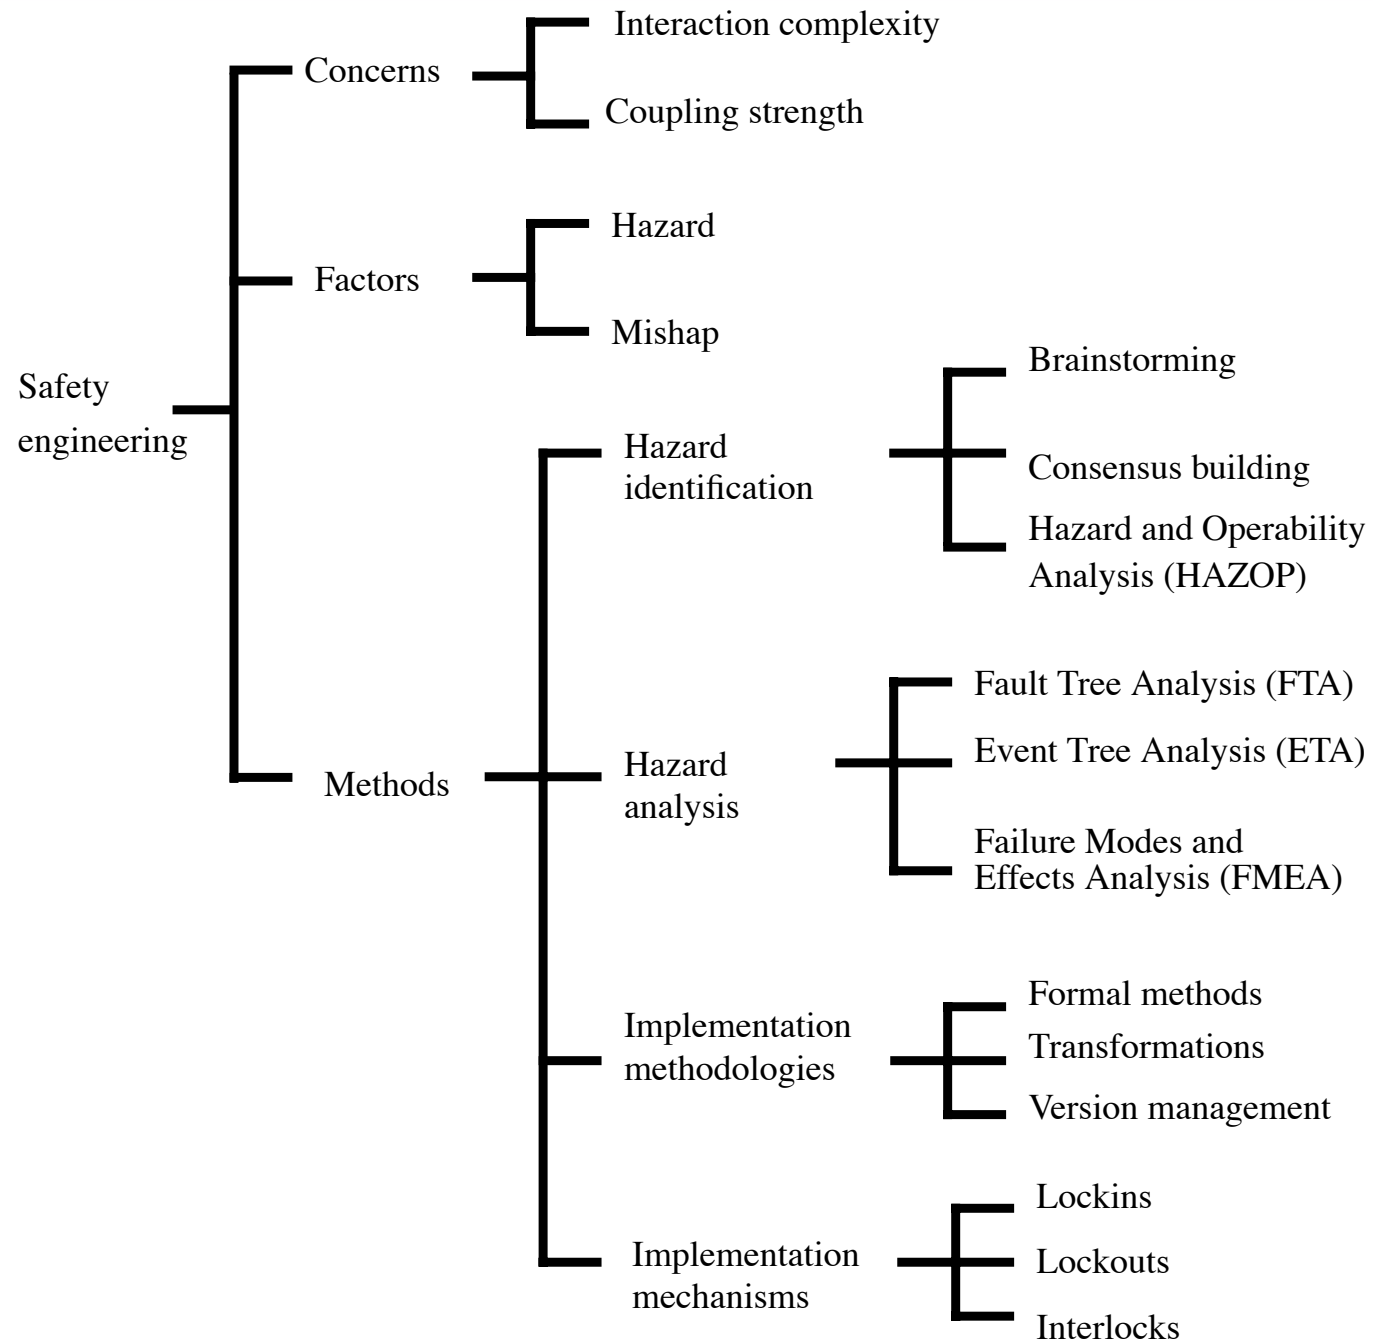 Safety
engineering
Concerns
Interaction complexity
Coupling strength
Factors
Hazard
Mishap
Methods
Hazard
identification
Brainstorming
Consensus building
Hazard and Operability
Analysis (HAZOP)
Hazard
analysis
Fault Tree Analysis (FTA)
Event Tree Analysis (ETA)
Failure Modes and
Effects Analysis (FMEA)
Implementation
methodologies
Formal methods
Transformations
Version management
Implementation
mechanisms
Lockins
Lockouts
Interlocks